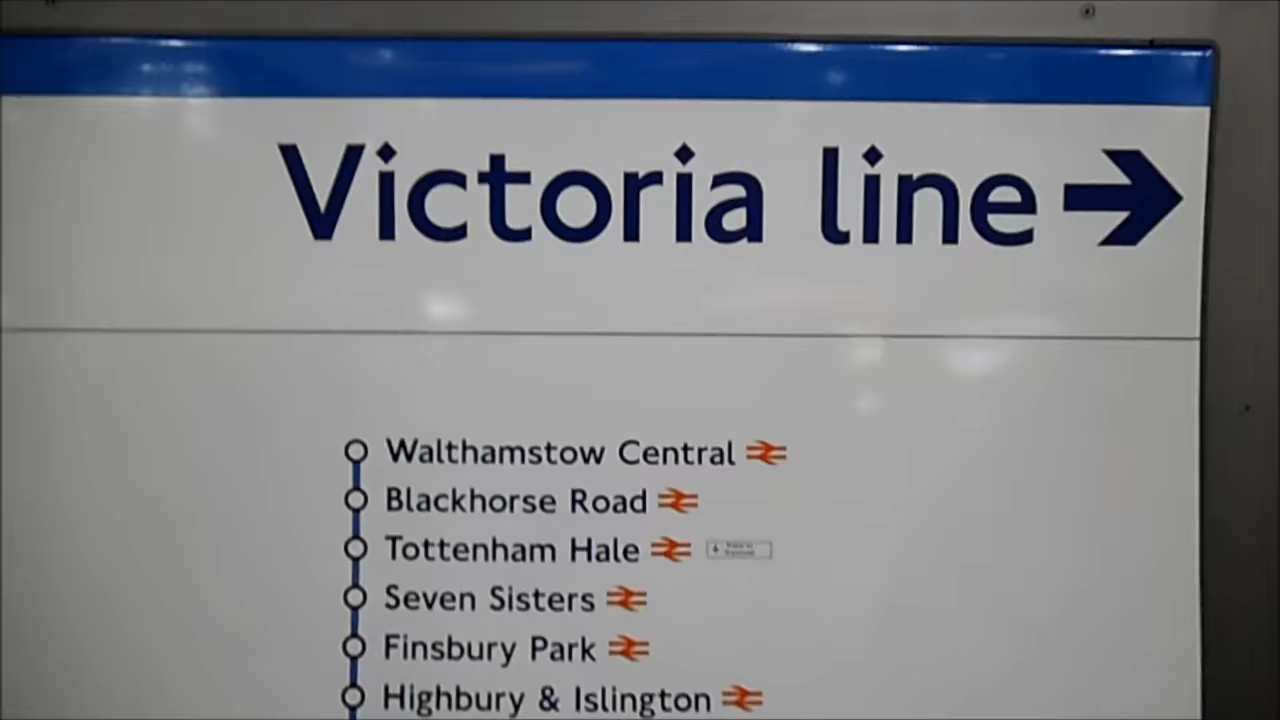 Victoria line
Walthamstow Central
Blackhorse Road
Tottenham Hale
Seven Sisters
Finsbury Park
Highbury & Islington